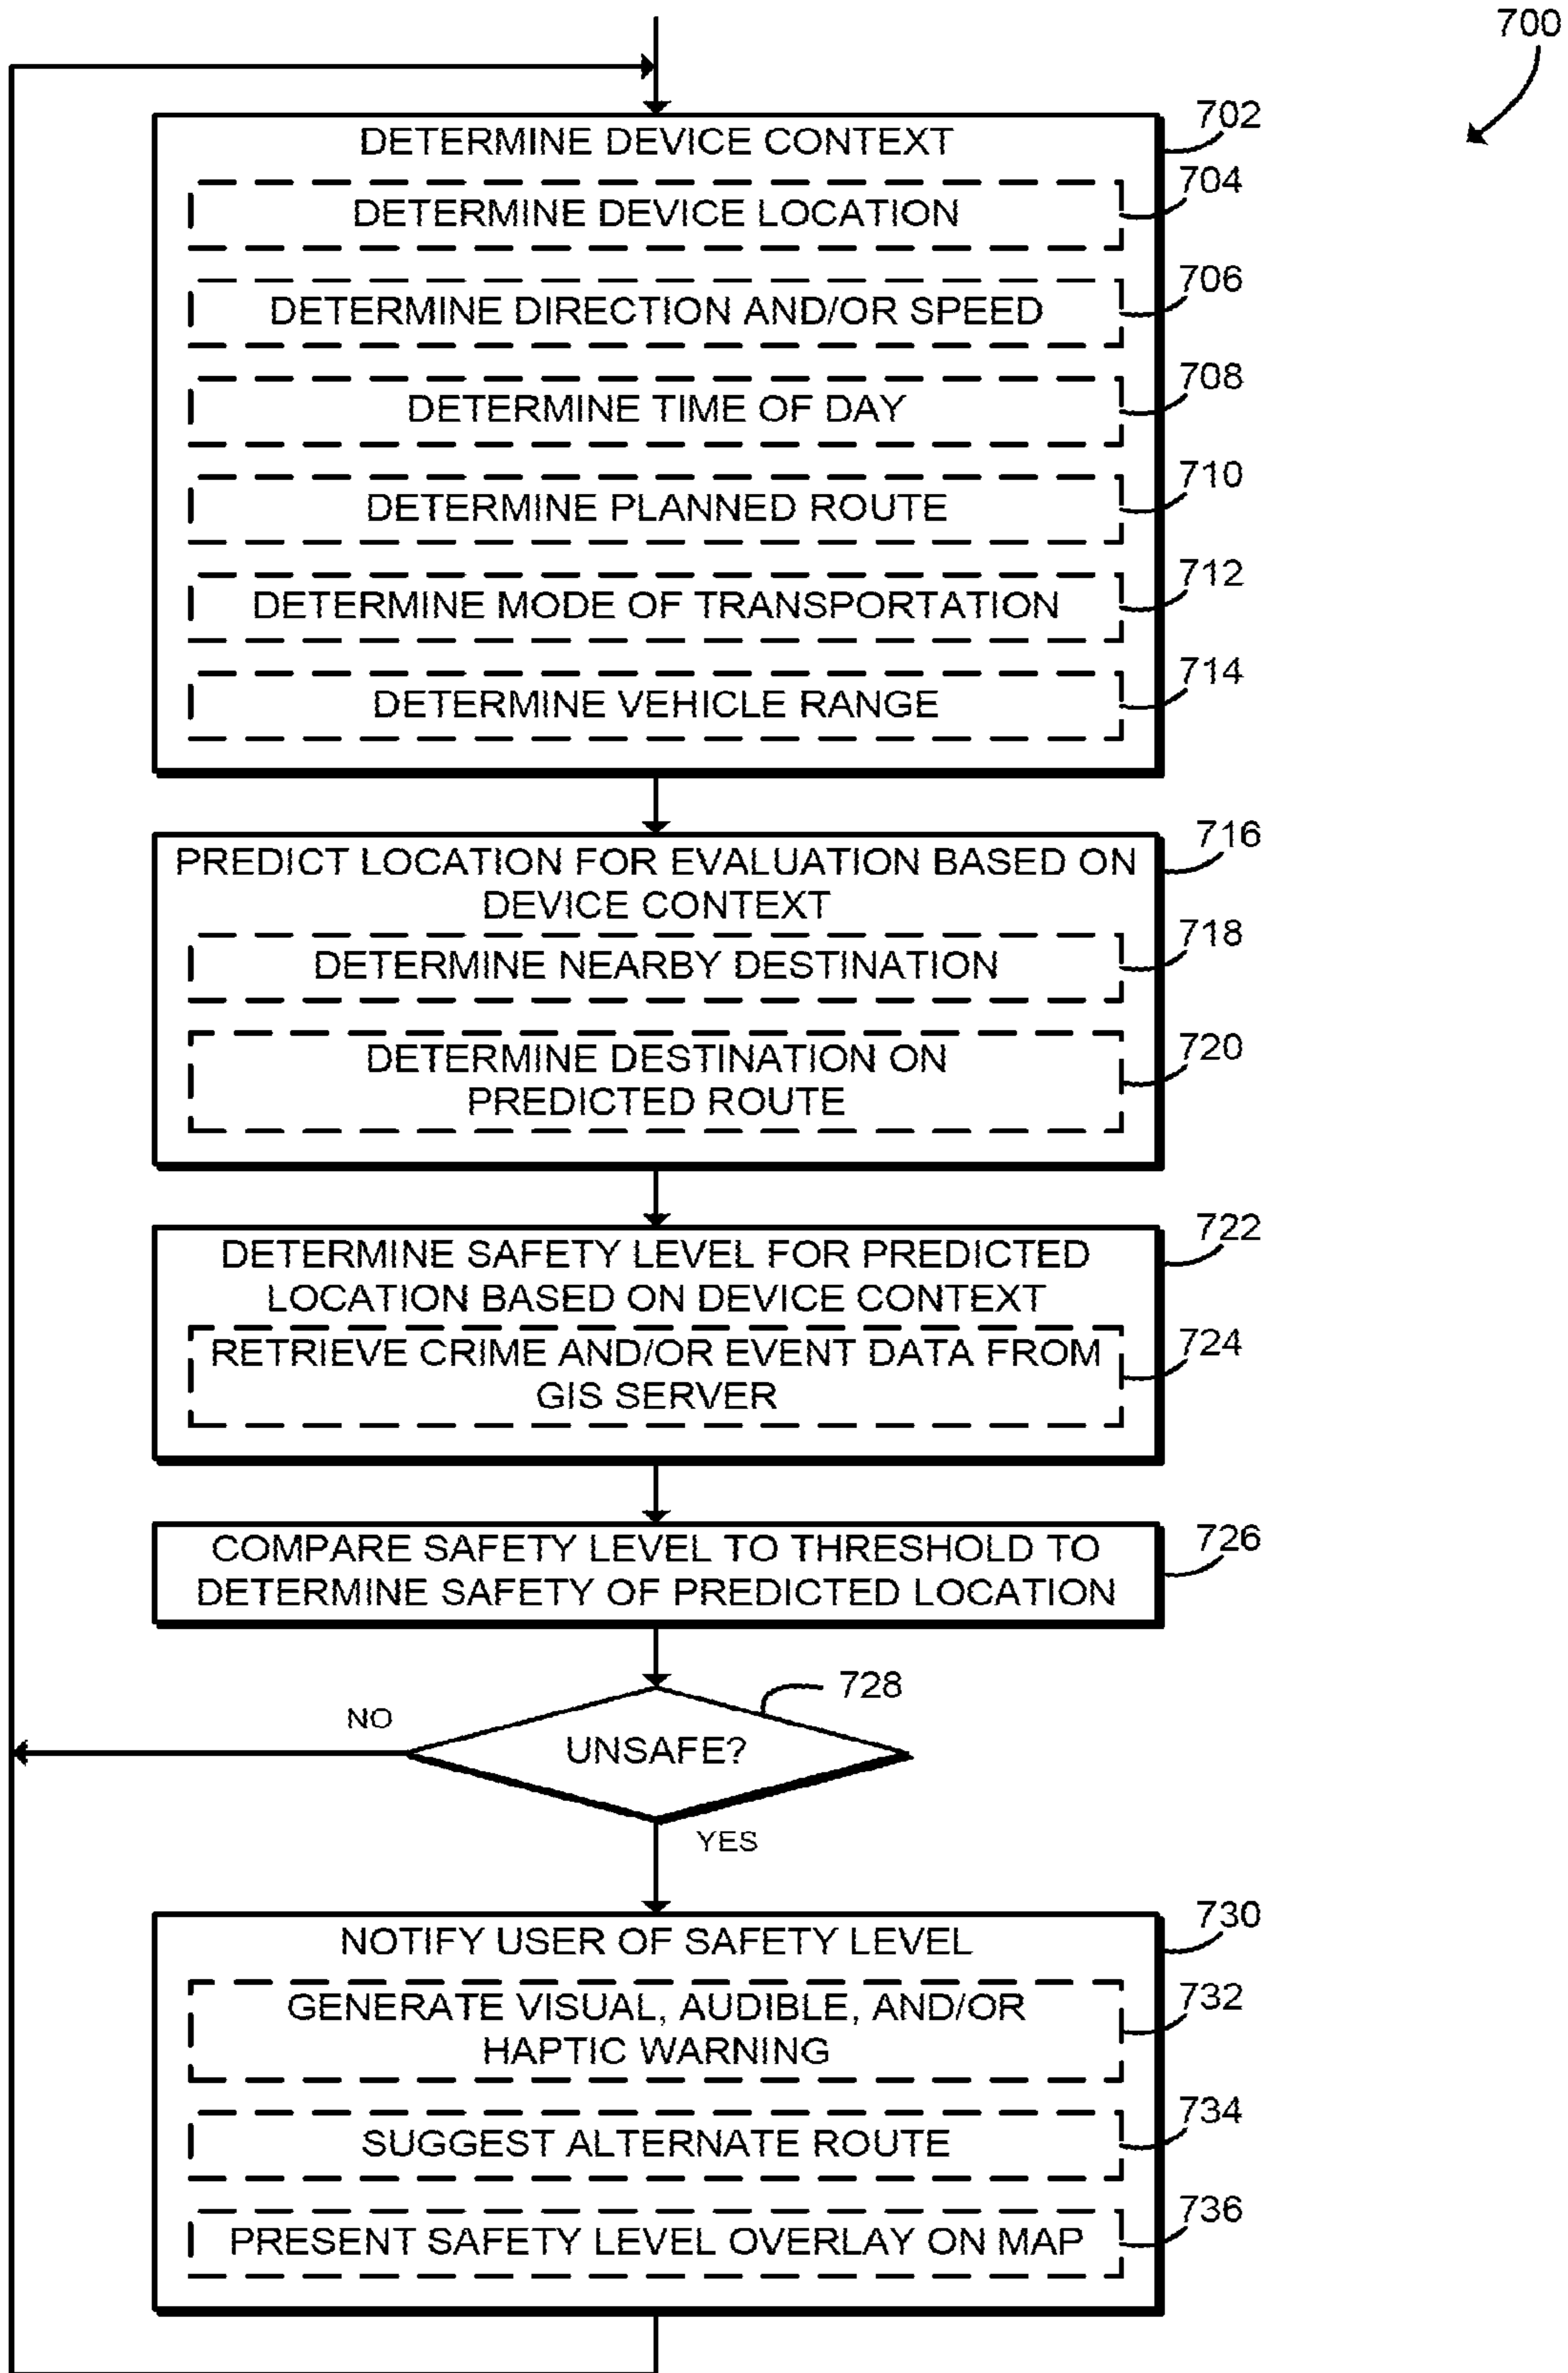 700
DETERMINE DEVICE CONTEXT
702
DETERMINE DEVICE LOCATION
704
DETERMINE DIRECTION AND/OR SPEED
706
DETERMINE TIME OF DAY
708
DETERMINE PLANNED ROUTE
710
DETERMINE MODE OF TRANSPORTATION
712
DETERMINE VEHICLE RANGE
714
PREDICT LOCATION FOR EVALUATION BASED ON
DEVICE CONTEXT
716
DETERMINE NEARBY DESTINATION
718
DETERMINE DESTINATION ON
PREDICTED ROUTE
720
DETERMINE SAFETY LEVEL FOR PREDICTED
LOCATION BASED ON DEVICE CONTEXT
722
RETRIEVE CRIME AND/OR EVENT DATA FROM
GIS SERVER
724
COMPARE SAFETY LEVEL TO THRESHOLD TO
DETERMINE SAFETY OF PREDICTED LOCATION
726
728
NO
UNSAFE?
YES
NOTIFY USER OF SAFETY LEVEL
730
GENERATE VISUAL, AUDIBLE, AND/OR
HAPTIC WARNING
732
SUGGEST ALTERNATE ROUTE
734
PRESENT SAFETY LEVEL OVERLAY ON MAP
736